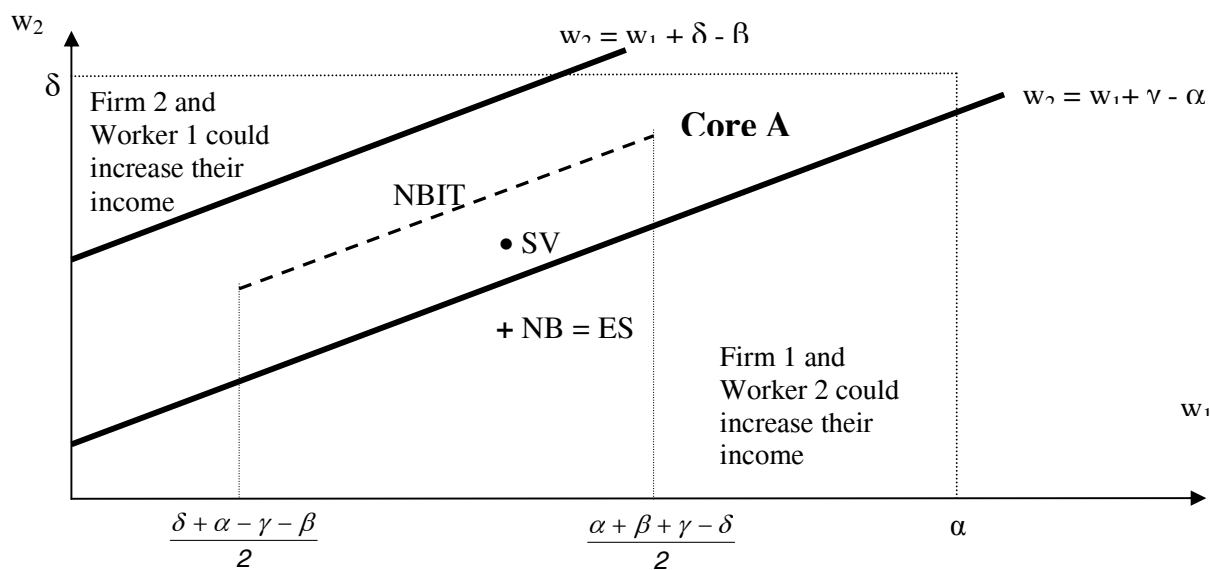 w₂
w₂ = w₁ + δ - β
δ
Firm 2 and
Worker 1 could
increase their
income
Core A
w₂ = w₁+ γ - α
NBIT
• SV
+ NB = ES
Firm 1 and
Worker 2 could
increase their
income
w₁
δ + α − γ − β
2
α + β + γ − δ
2
α